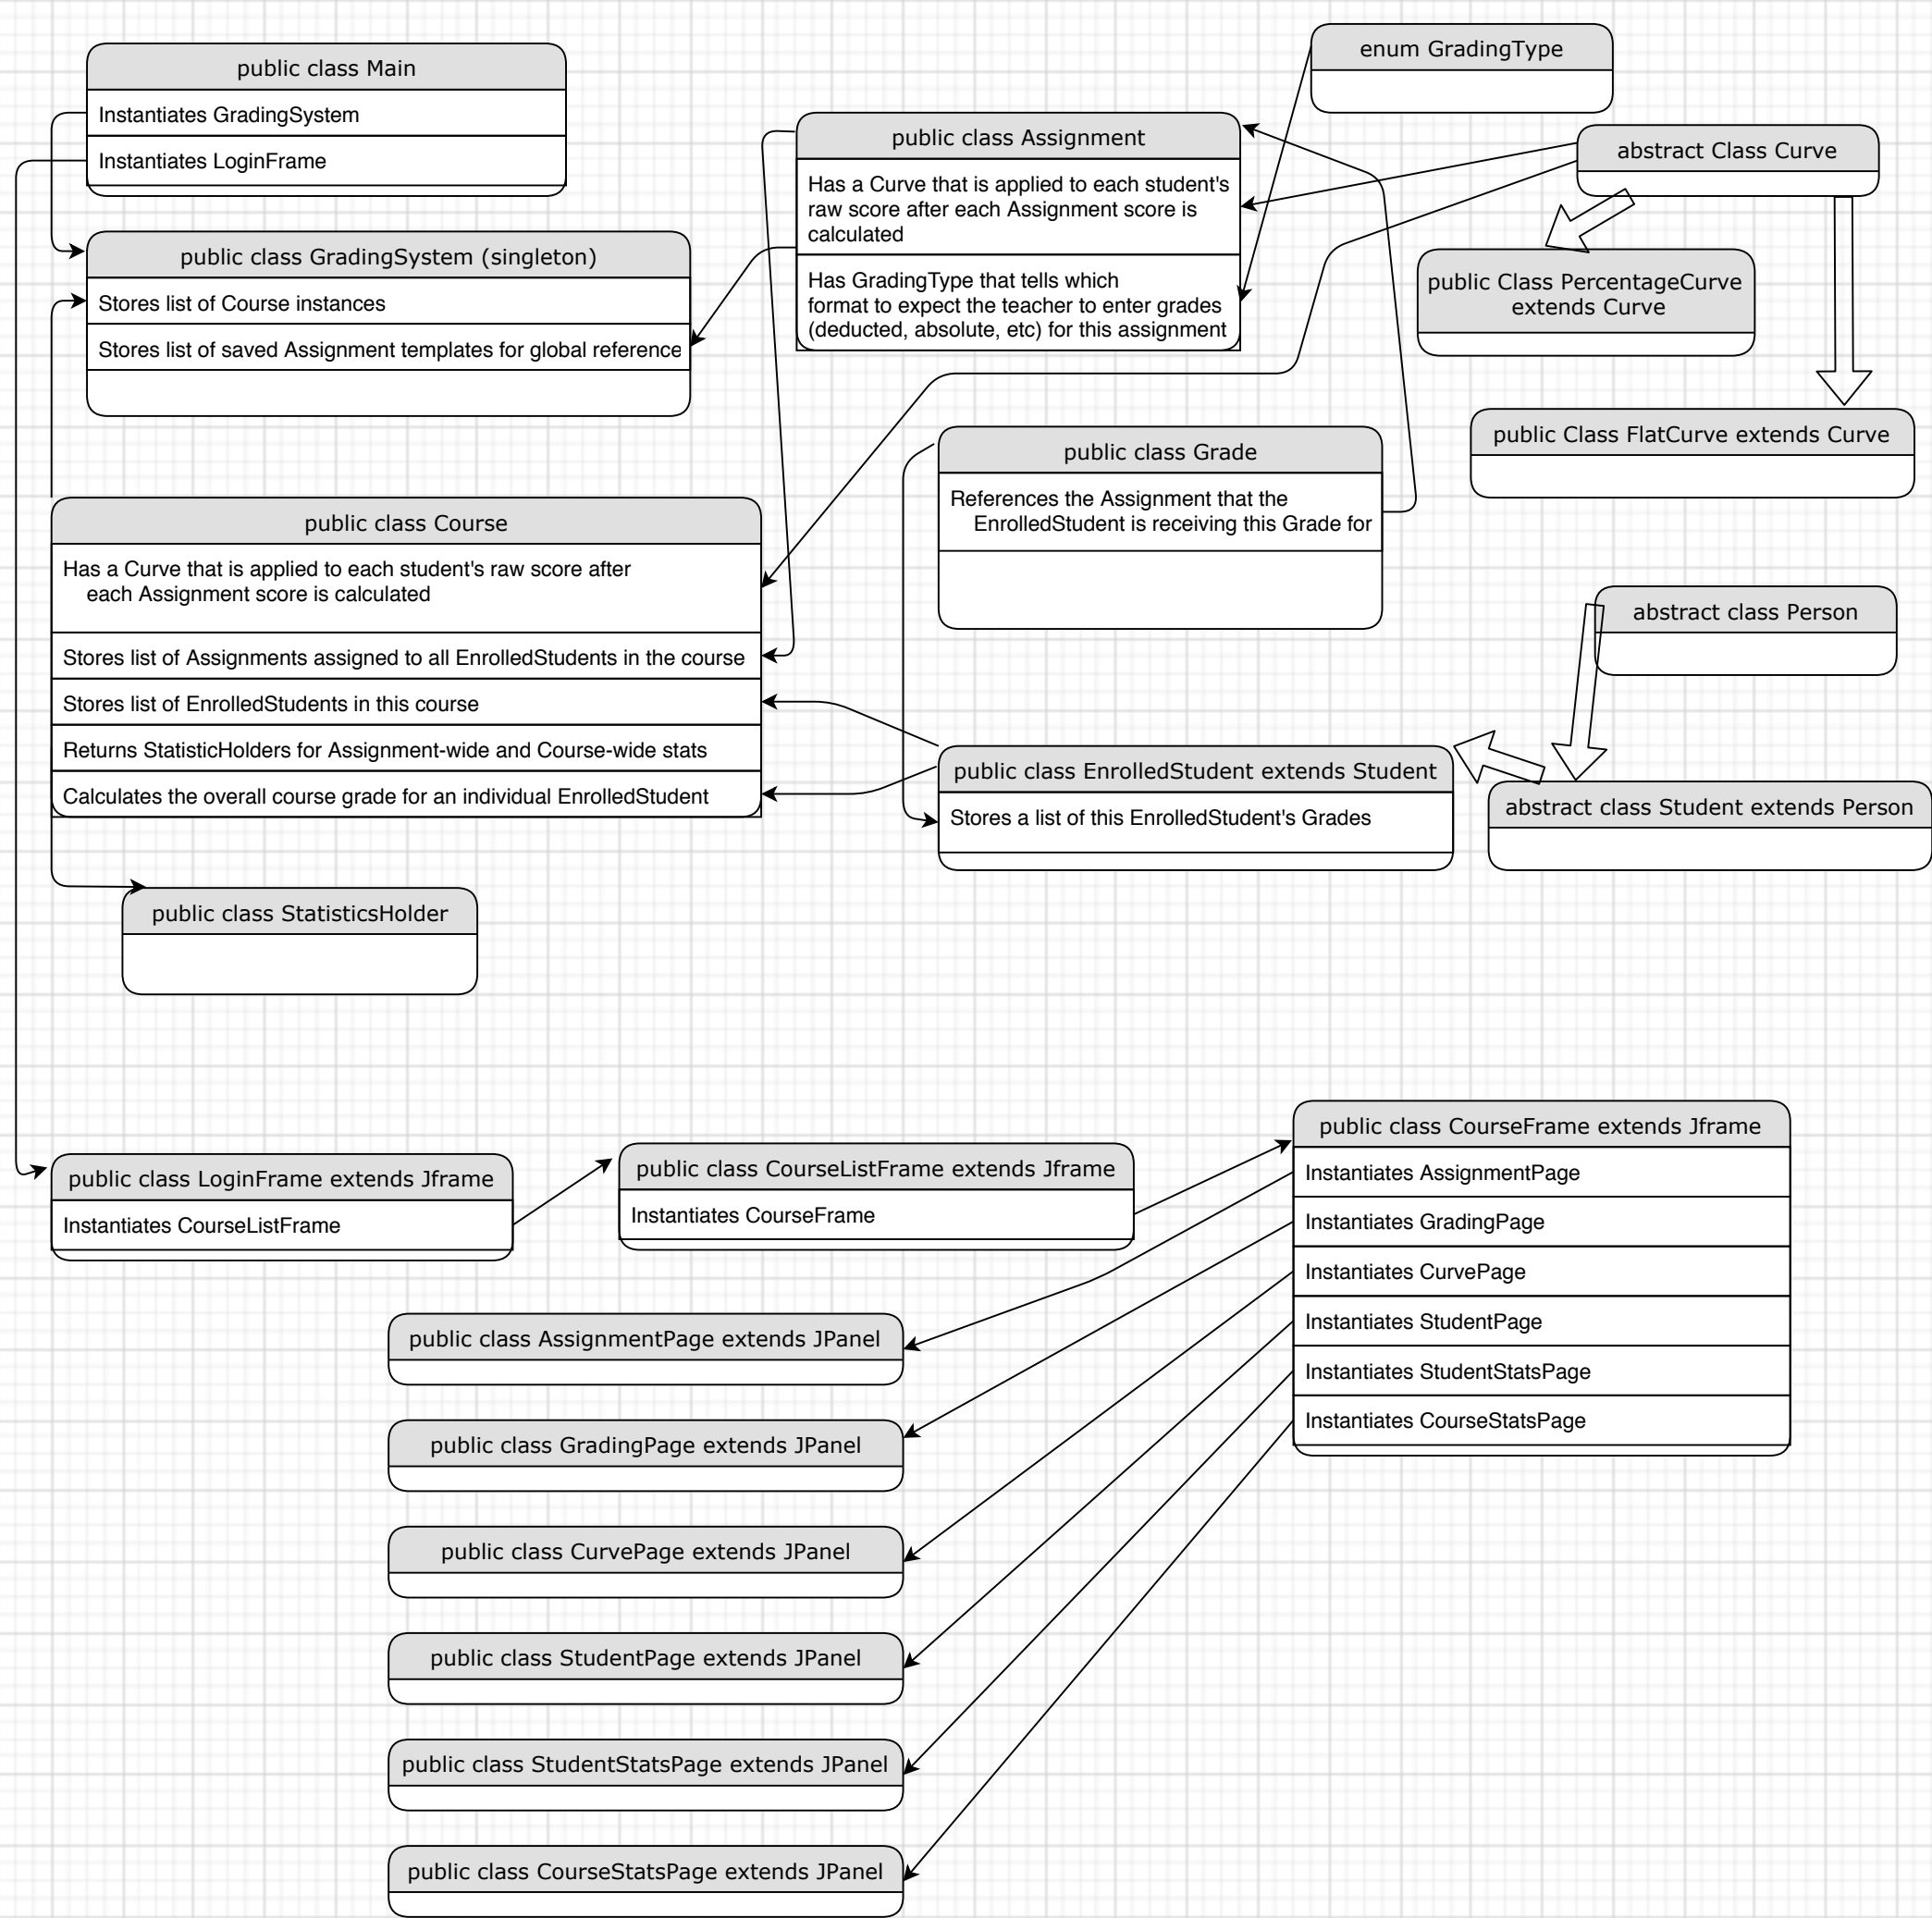 public class Main
Instantiates GradingSystem
Instantiates LoginFrame
public class GradingSystem (singleton)
Stores list of Course instances
Stores list of saved Assignment templates for global reference
public class Assignment
Has a Curve that is applied to each student's
raw score after each Assignment score is
calculated
Has GradingType that tells which
format to expect the teacher to enter grades
(deducted, absolute, etc) for this assignment
enum GradingType
abstract Class Curve
public Class PercentageCurve
extends Curve
public Class FlatCurve extends Curve
public class Grade
References the Assignment that the
EnrolledStudent is receiving this Grade for
public class Course
Has a Curve that is applied to each student's raw score after
each Assignment score is calculated
Stores list of Assignments assigned to all EnrolledStudents in the course
Stores list of EnrolledStudents in this course
Returns StatisticHolders for Assignment-wide and Course-wide stats
Calculates the overall course grade for an individual EnrolledStudent
abstract class Person
public class EnrolledStudent extends Student
Stores a list of this EnrolledStudent's Grades
abstract class Student extends Person
public class StatisticsHolder
public class LoginFrame extends Jframe
Instantiates CourseListFrame
public class CourseListFrame extends Jframe
Instantiates CourseFrame
public class CourseFrame extends Jframe
Instantiates AssignmentPage
Instantiates GradingPage
Instantiates CurvePage
Instantiates StudentPage
Instantiates StudentStatsPage
Instantiates CourseStatsPage
public class AssignmentPage extends JPanel
public class GradingPage extends JPanel
public class CurvePage extends JPanel
public class StudentPage extends JPanel
public class StudentStatsPage extends JPanel
public class CourseStatsPage extends JPanel